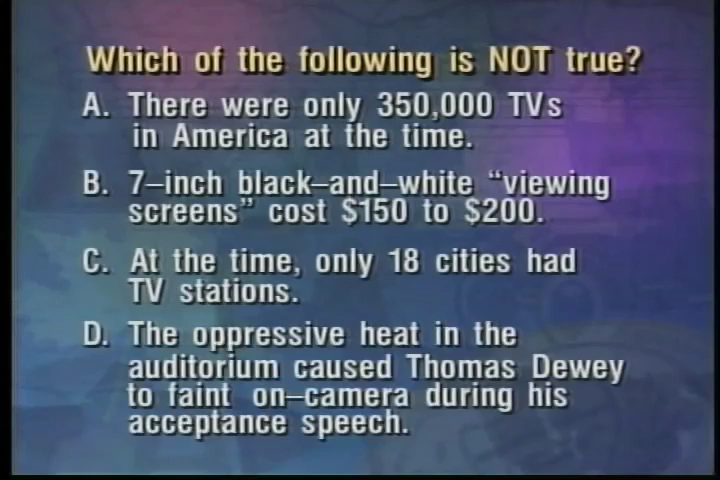 Which of the following is NOT true?
A. There were only 350,000 TVs
in America at the time.
B. 7–inch black–and–white “viewing
screens” cost $150 to $200.
C. At the time, only 18 cities had
TV stations.
D. The oppressive heat in the
auditorium caused Thomas Dewey
to faint on–camera during his
acceptance speech.